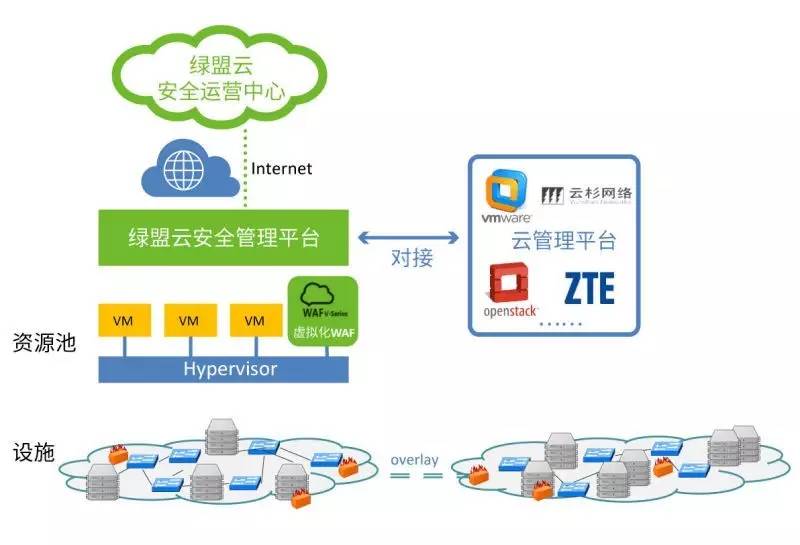 绿盟云
安全运营中心
Internet
绿盟云安全管理平台
对接
vmware
云杉网络
云管理平台
openstack
ZTE
......
资源池
VM
VM
VM
WAF V-Series
虚拟化WAF
Hypervisor
设施
overlay